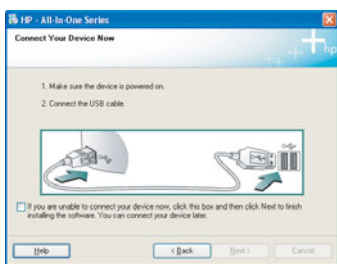 HP - All-In-One Series
Connect Your Device Now
hp
1. Make sure the device is powered on.
2. Connect the USB cable.
If you are unable to connect your device now, click this box and then click Next to finish
installing the software. You can connect your device later.
Help
< Back
Next >
Cancel